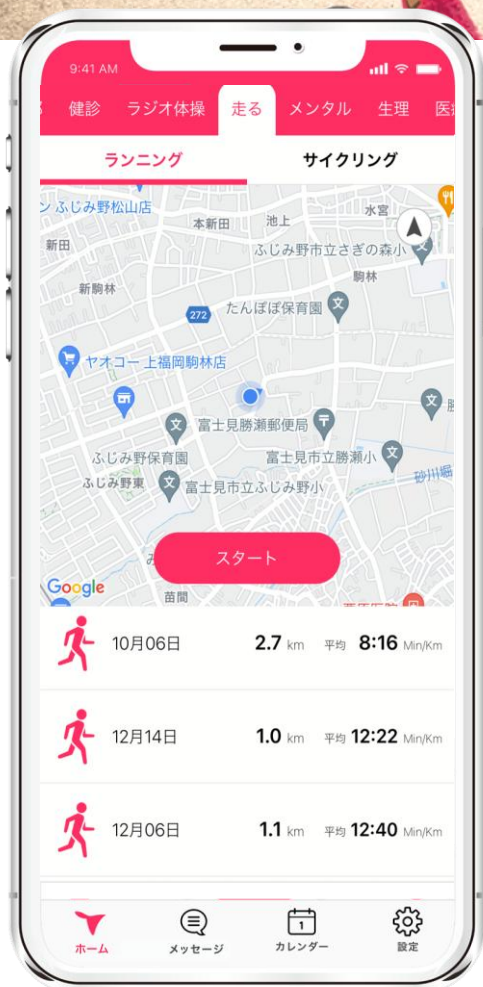 9:41 AM
健診 ラジオ体操 走る メンタル 生理
ランニング サイクリング
ふじみ野松山店
本新田 池上 水宮
新田
ふじみ野市立さぎの森小
新駒林 駒林
272
たんぽぽ保育園
ヤオコー 上福岡駒林店
富士見勝瀬郵便局
ふじみ野保育園 富士見市立勝瀬小
ふじみ野東 富士見市立ふじみ野小
砂川堀
スタート
Google
苗間
10月06日 2.7 km 平均 8:16 Min/Km
12月14日 1.0 km 平均 12:22 Min/Km
12月06日 1.1 km 平均 12:40 Min/Km
1
ホーム メッセージ カレンダー 設定